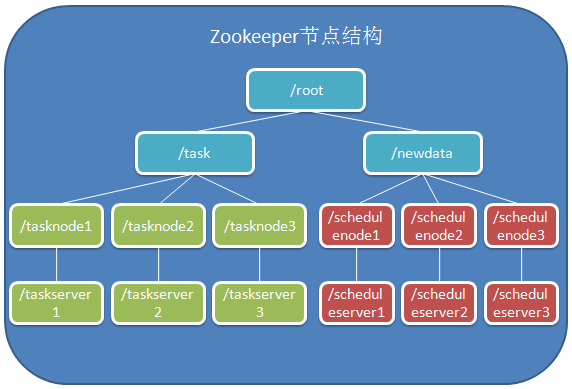 Zookeeper节点结构
/root
/task
/newdata
/tasknode1
/tasknode2
/tasknode3
/schedul
enode1
/schedul
enode2
/schedul
enode3
/taskserver
1
/taskserver
2
/taskserver
3
/schedul
eserver1
/schedul
eserver2
/schedul
eserver3